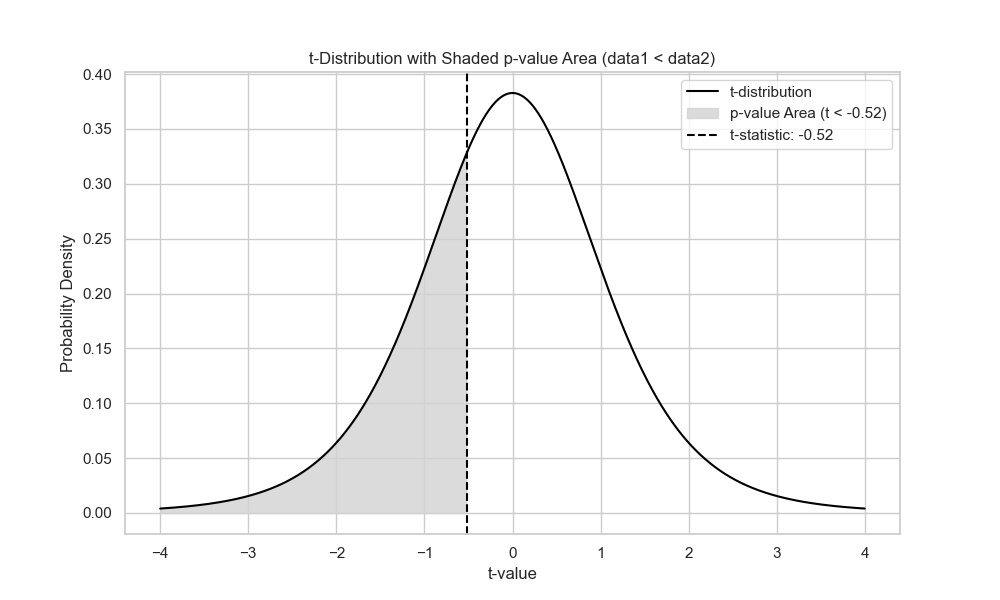 t-Distribution with Shaded p-value Area (data1 < data2)
t-distribution
p-value Area (t < -0.52)
t-statistic: -0.52
Probability Density
0.40
0.35
0.30
0.25
0.20
0.15
0.10
0.05
0.00
−4 −3 −2 −1 0 1 2 3 4
t-value